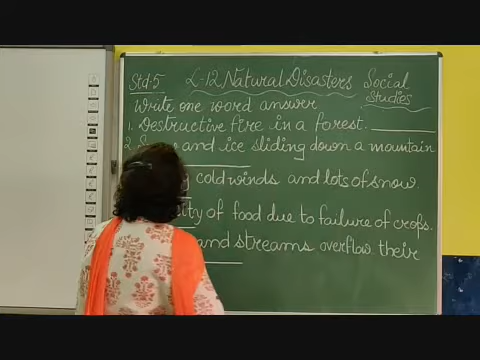 Std:5 L-12 Natural Disasters Social Studies
Write one word answer
1. Destructive fire in a forest.
2. and ice sliding down a mountain
cold winds and lots of snow.
of food due to failure of crops.
and streams overflow their